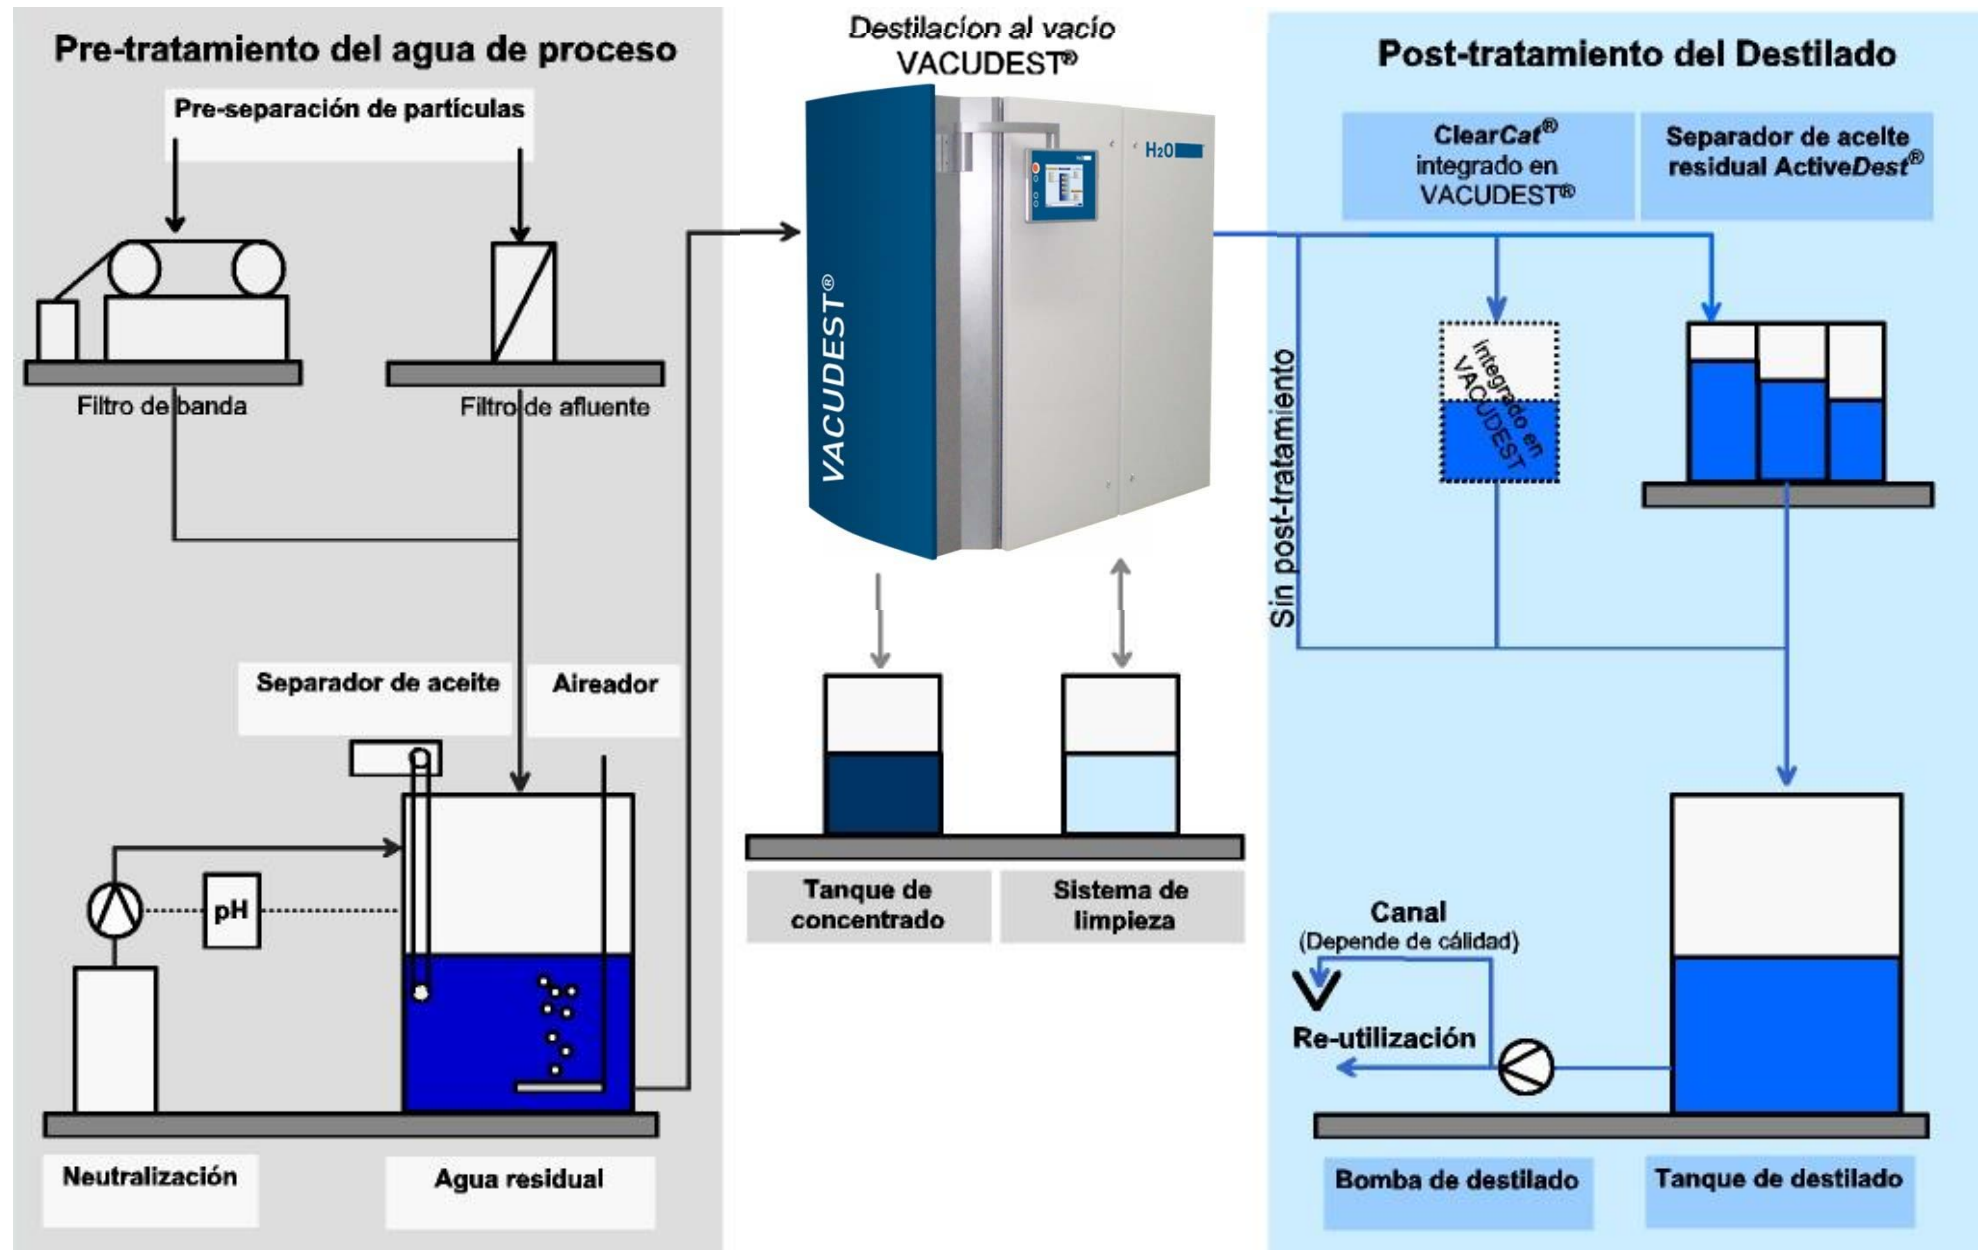 Pre-tratamiento del agua de proceso
Pre-separación de partículas
Filtro de banda
Filtro de afluente
Separador de aceite
Aireador
pH
Neutralización
Agua residual
Destilacíon al vacío
VACUDEST®
H2O
VACUDEST®
Tanque de
concentrado
Sistema de
limpieza
Post-tratamiento del Destilado
ClearCat®
integrado en
VACUDEST®
Separador de aceite
residual ActiveDest®
Sin post-tratamiento
integrado en
VACUDEST
Canal
(Depende de cálidad)
Re-utilización
Bomba de destilado
Tanque de destilado